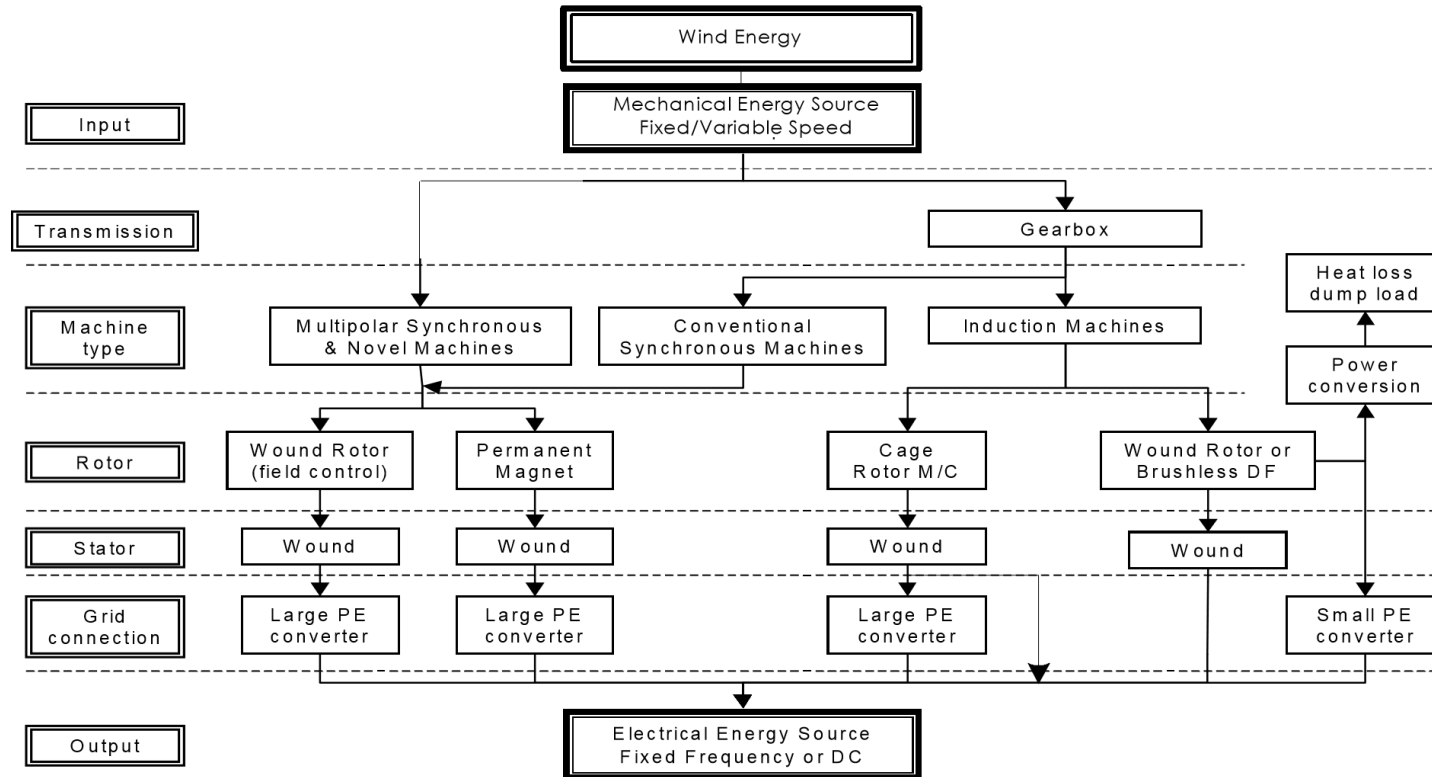 Wind Energy
Input
Mechanical Energy Source
Fixed/Variable Speed
Transmission
Gearbox
Heat loss
dump load
Machine
type
Multipolar Synchronous
& Novel Machines
Conventional
Synchronous Machines
Induction Machines
Power
conversion
Rotor
Wound Rotor
(field control)
Permanent
Magnet
Cage
Rotor M/C
Wound Rotor or
Brushless DF
Stator
Wound
Wound
Wound
Wound
Grid
connection
Large PE
converter
Large PE
converter
Large PE
converter
Small PE
converter
Output
Electrical Energy Source
Fixed Frequency or DC